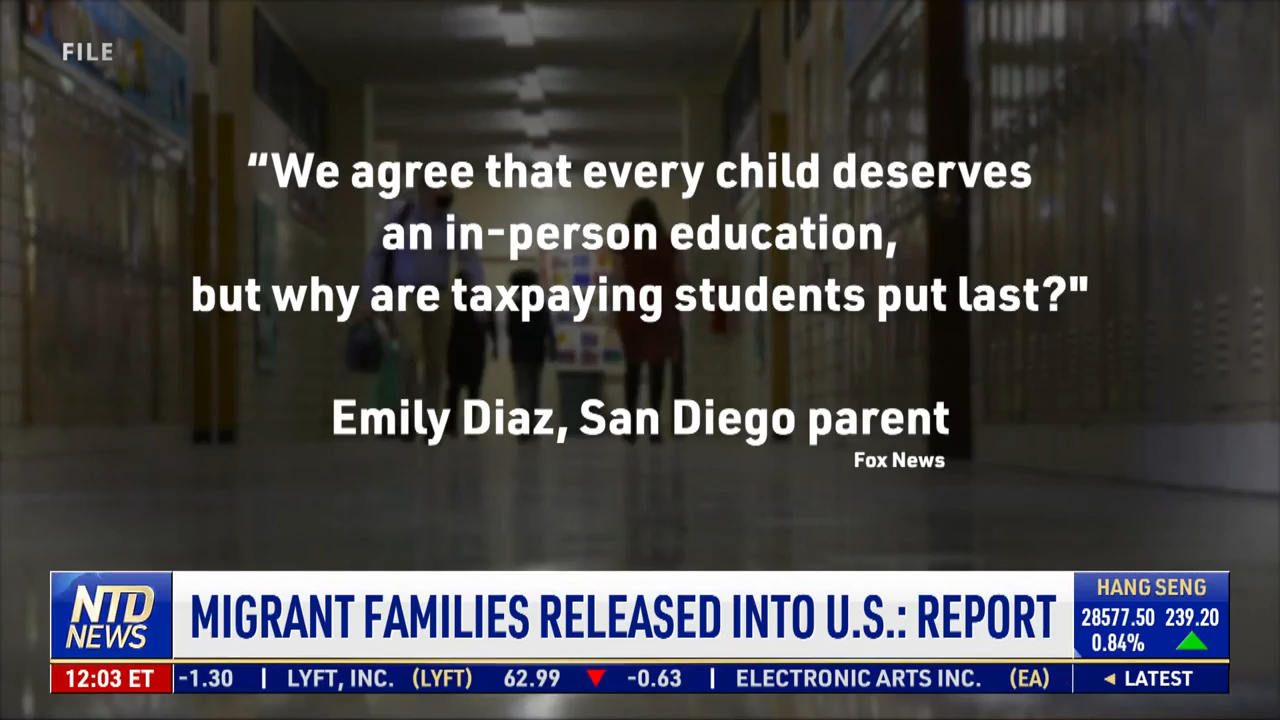 FILE
“We agree that every child deserves
an in-person education,
but why are taxpaying students put last?"
Emily Diaz, San Diego parent
Fox News
NTD
NEWS
MIGRANT FAMILIES RELEASED INTO U.S.: REPORT
HANG SENG
28577.50 239.20
0.84%
12:03 ET
-1.30 | LYFT, INC. (LYFT) 62.99 ▼ -0.63 | ELECTRONIC ARTS INC. (EA)
◄ LATEST